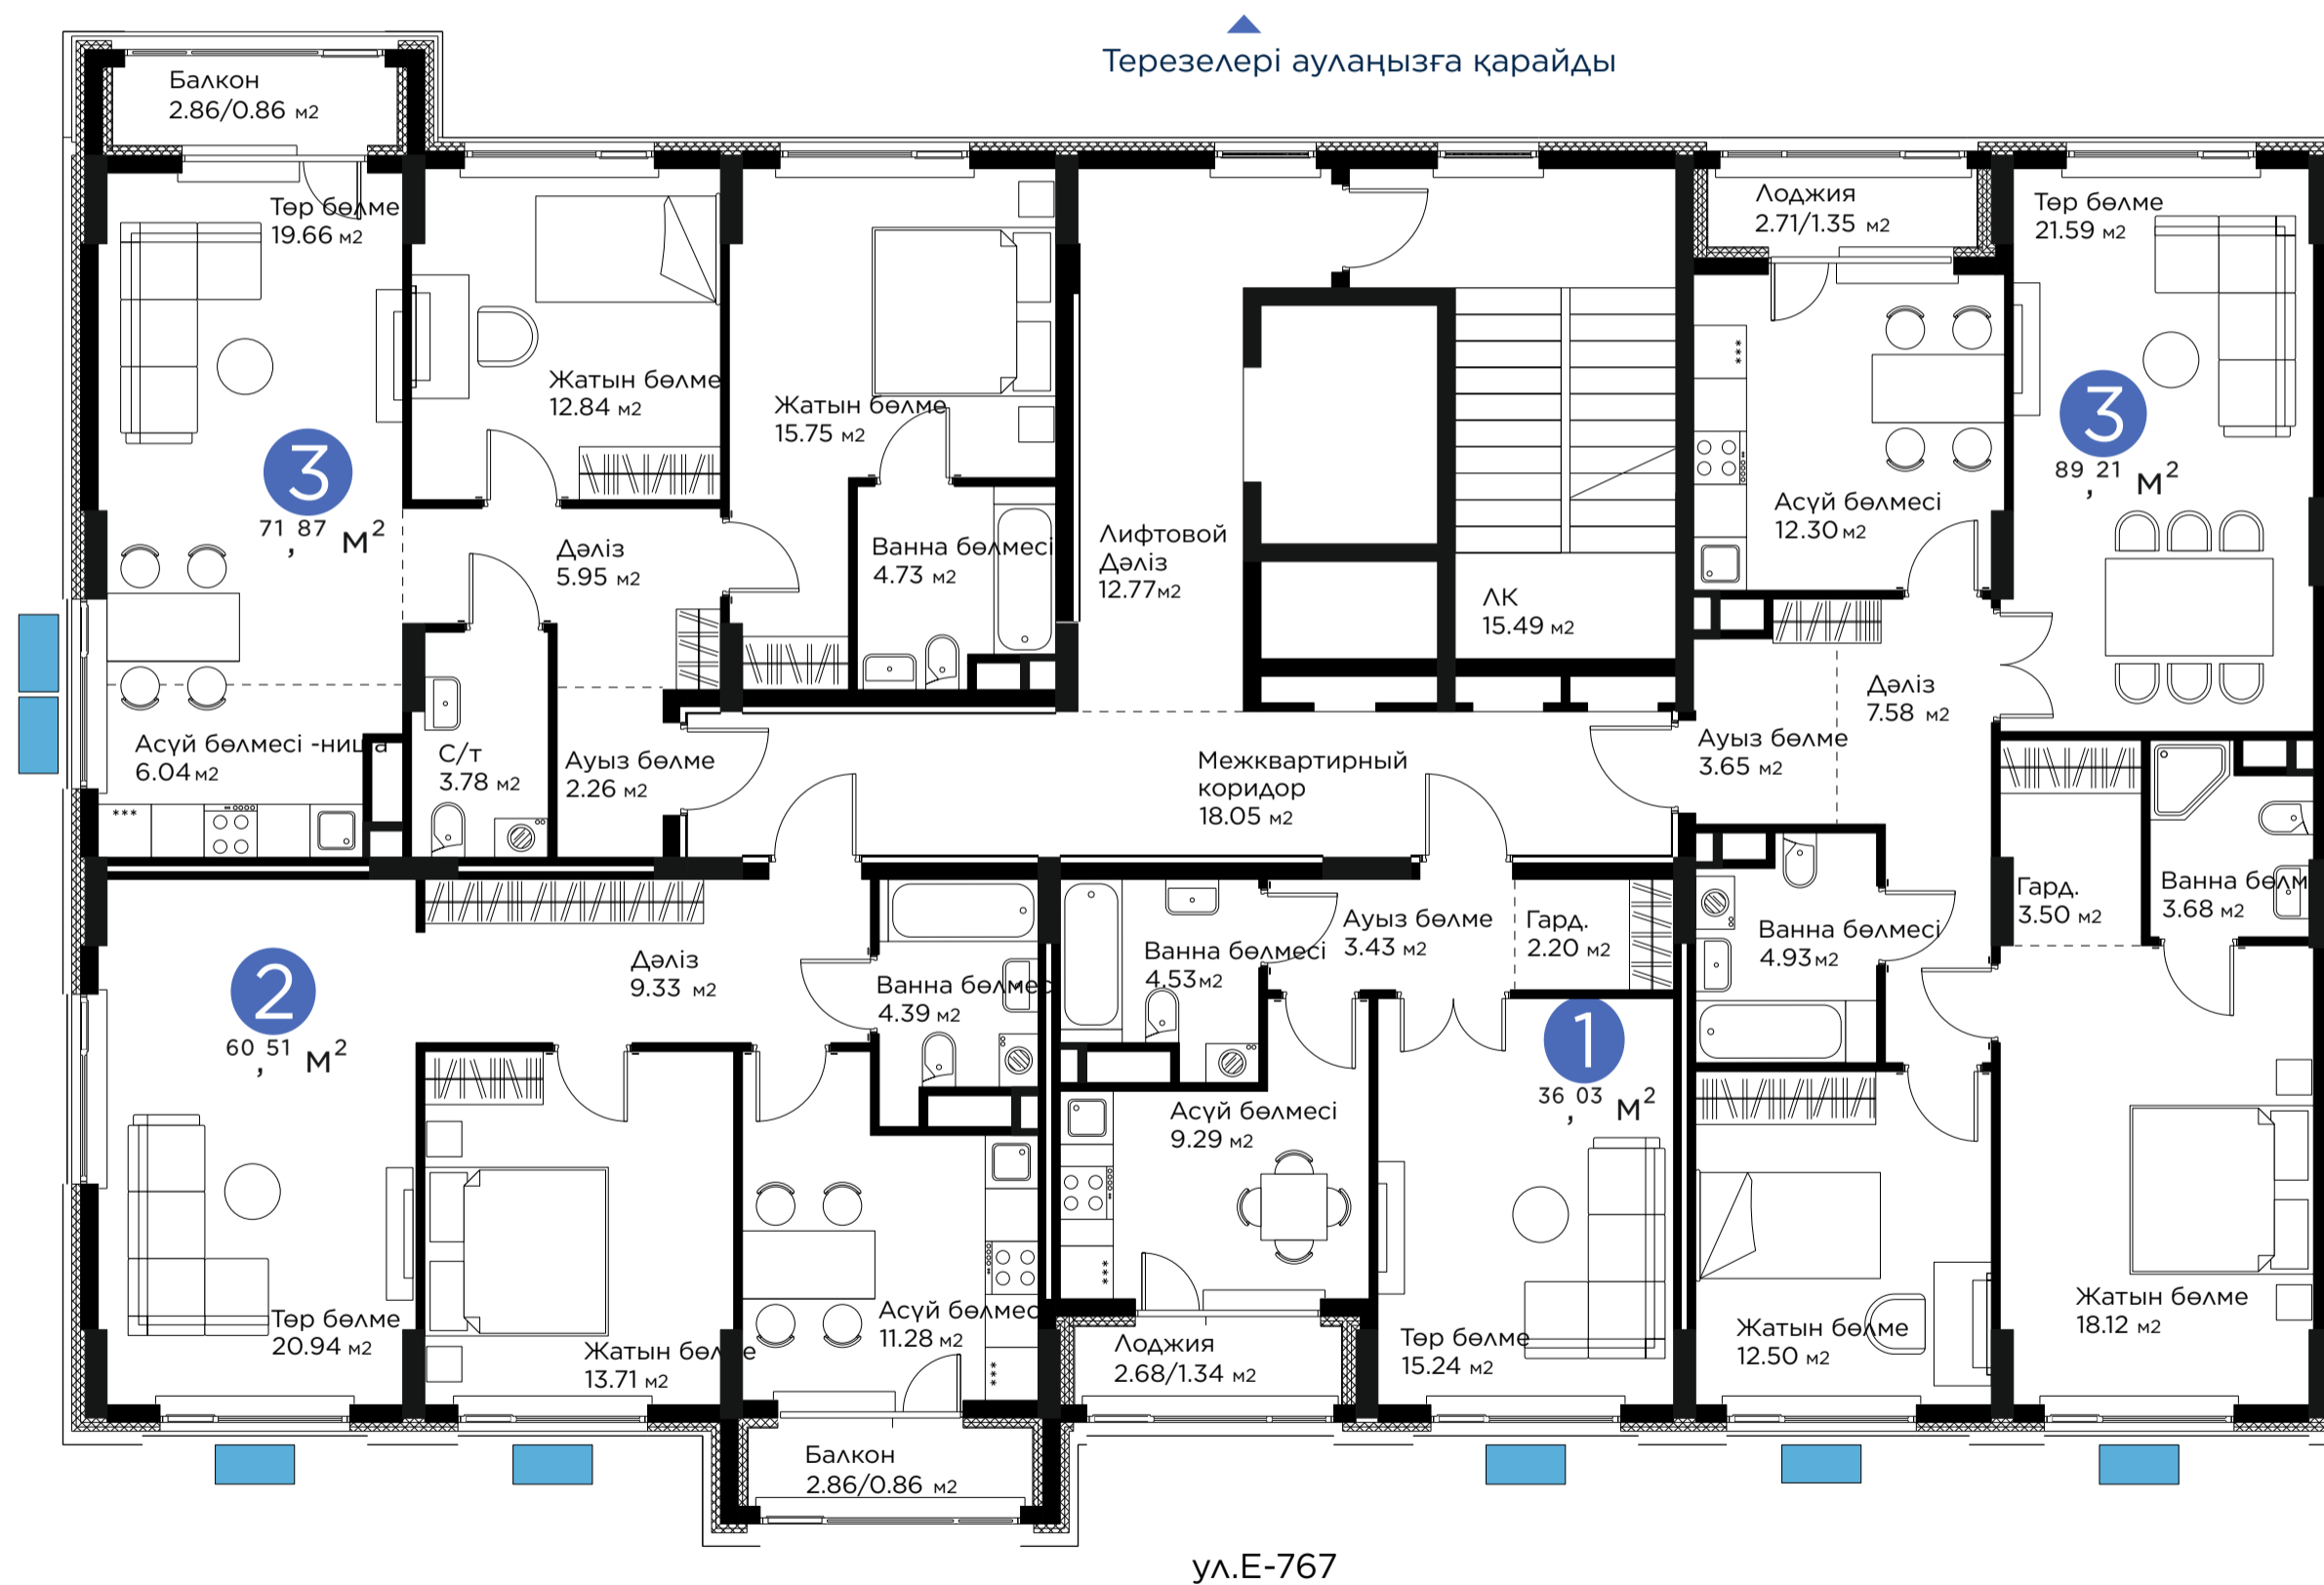 Терезелері аулаңызға қарайды
Балкон
2.86/0.86 м2
Төр бөлме
19.66 м2
3
71,87 м²
Асүй бөлмесі -ниша
6.04 м2
Жатын бөлме
12.84 м2
Дәліз
5.95 м2
С/т
3.78 м2
Ауыз бөлме
2.26 м2
Жатын бөлме
15.75 м2
Ванна бөлмесі
4.73 м2
Лифтовой
Дәліз
12.77м2
ЛК
15.49 м2
Межквартирный
коридор
18.05 м2
Лоджия
2.71/1.35 м2
Асүй бөлмесі
12.30 м2
Төр бөлме
21.59 м2
3
89,21 м²
Дәліз
7.58 м2
Ауыз бөлме
3.65 м2
Гард.
3.50 м2
Ванна бөлм
3.68 м2
Ванна бөлмесі
4.93м2
Жатын бөлме
12.50 м2
Жатын бөлме
18.12 м2
2
60,51 м²
Төр бөлме
20.94 м2
Дәліз
9.33 м2
Ванна бөлмес
4.39 м2
Жатын бөлме
13.71 м2
Асүй бөлмес
11.28 м2
Балкон
2.86/0.86 м2
Ванна бөлмесі
4.53м2
Ауыз бөлме
3.43 м2
Гард.
2.20 м2
1
36,03 м²
Асүй бөлмесі
9.29 м2
Лоджия
2.68/1.34 м2
Төр бөлме
15.24 м2
ул.Е-767